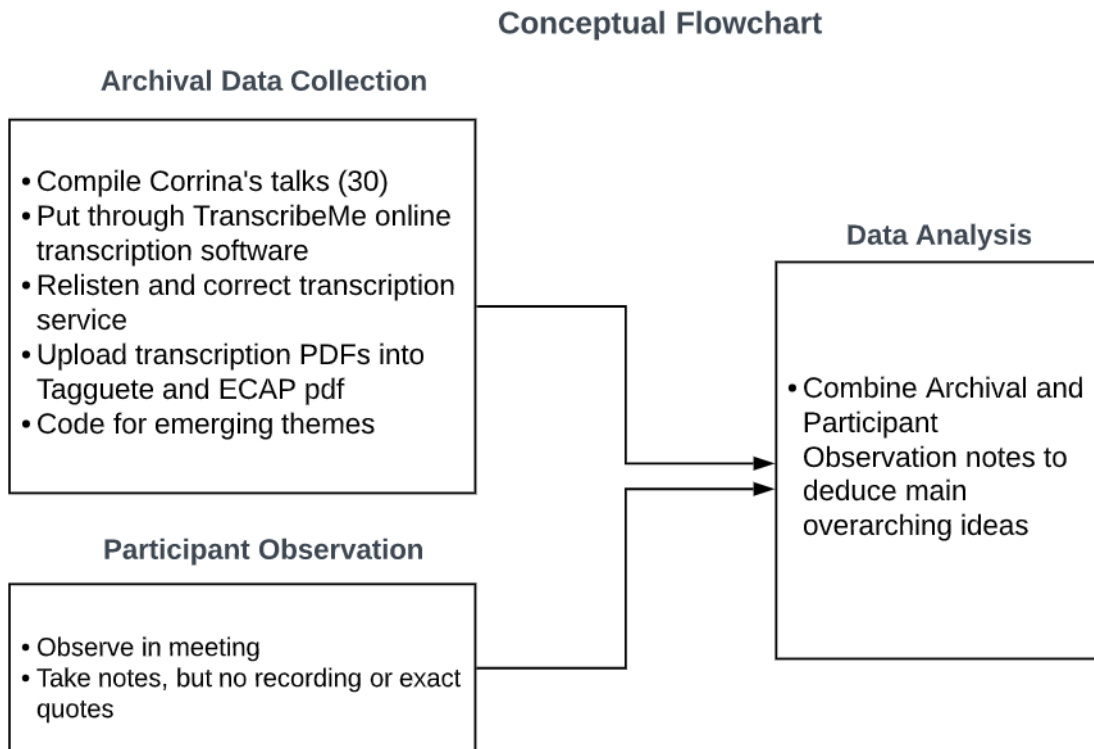 Conceptual Flowchart
Archival Data Collection
• Compile Corrina's talks (30)
• Put through TranscribeMe online
transcription software
• Relisten and correct transcription
service
• Upload transcription PDFs into
Tagguete and ECAP pdf
• Code for emerging themes
Participant Observation
• Observe in meeting
• Take notes, but no recording or exact
quotes
Data Analysis
• Combine Archival and
Participant
Observation notes to
deduce main
overarching ideas